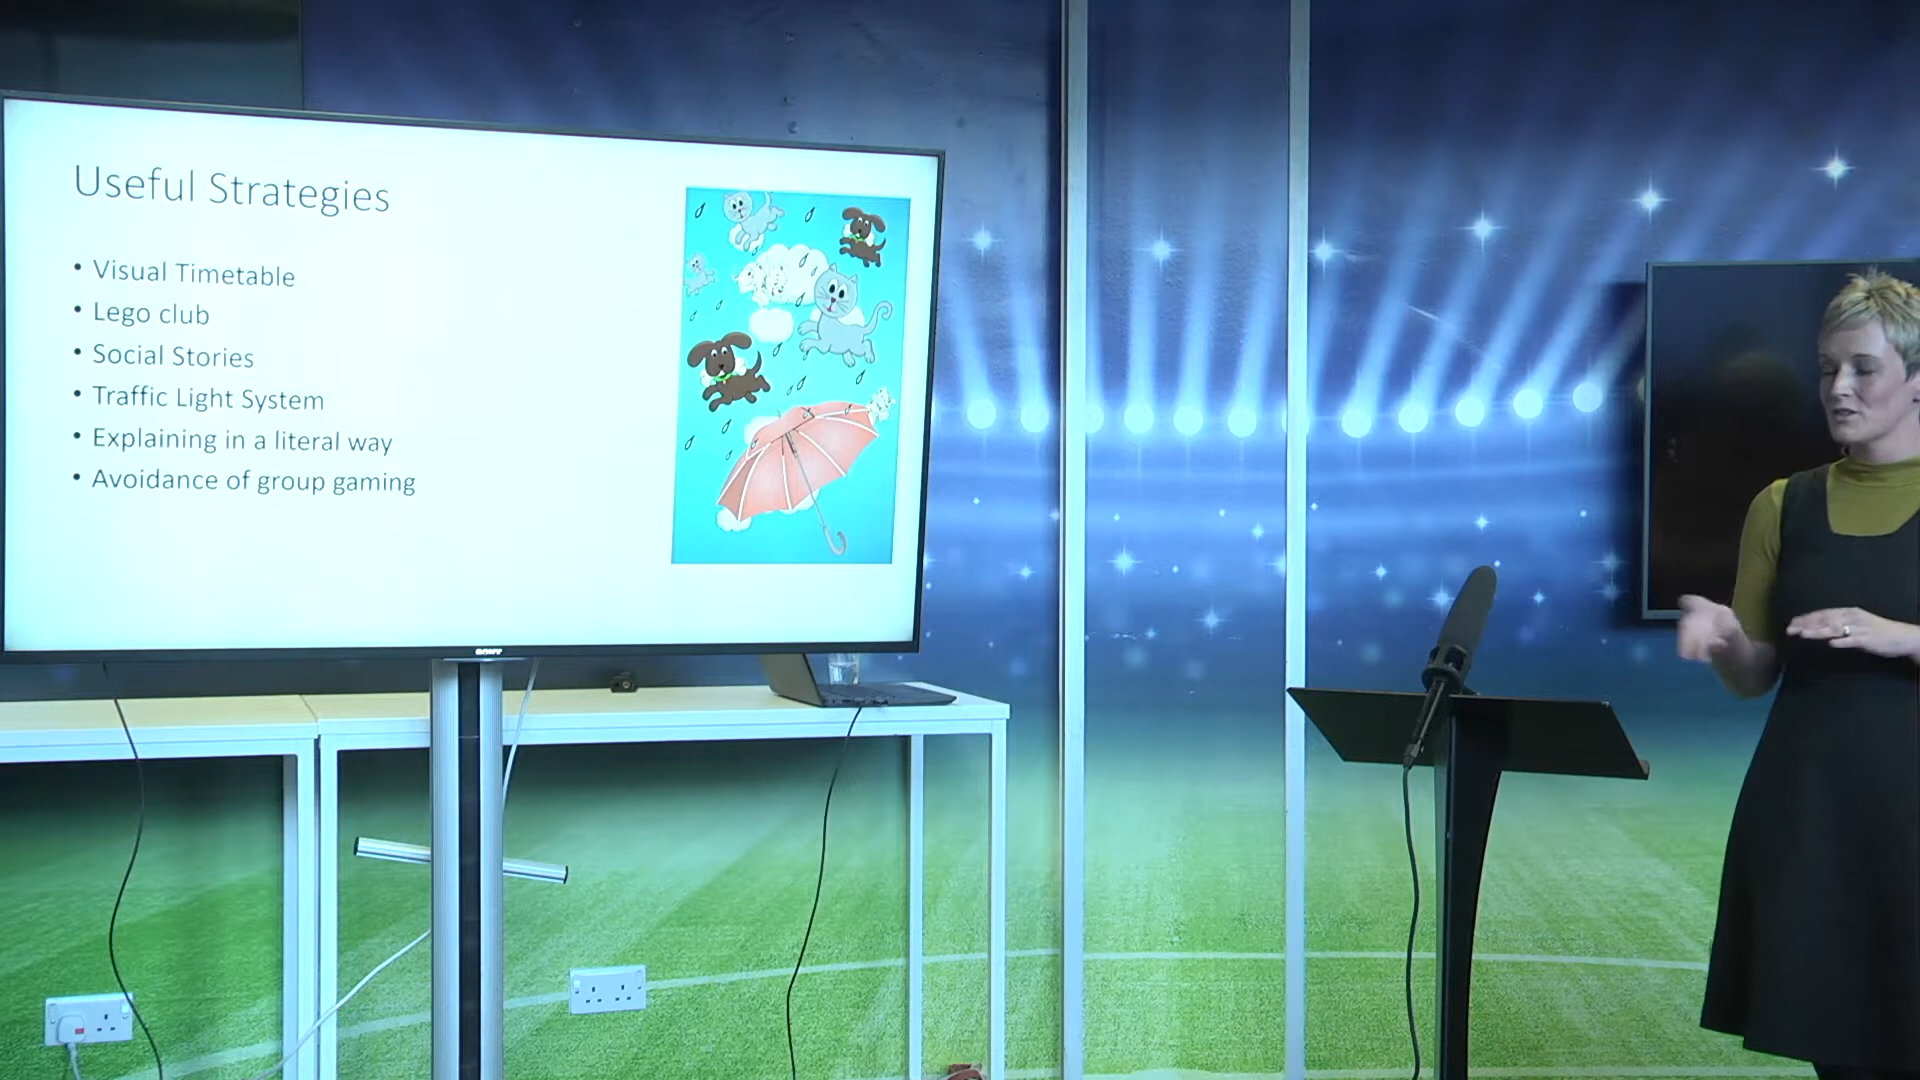 Useful Strategies
• Visual Timetable
• Lego club
• Social Stories
• Traffic Light System
• Explaining in a literal way
• Avoidance of group gaming
SONY